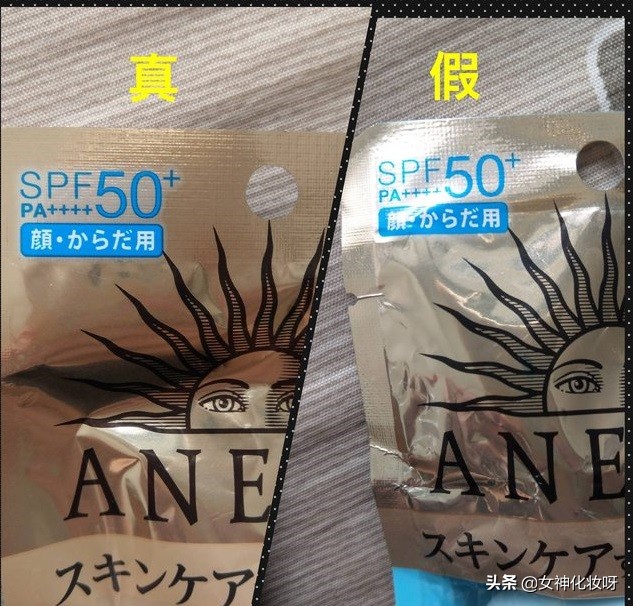 真
假
SPF50+
PA++++
顔・からだ用
ANE
スキンケア
SPF50+
PA++++
顔・からだ用
ANE
スキンケア
头条 @女神化妆呀